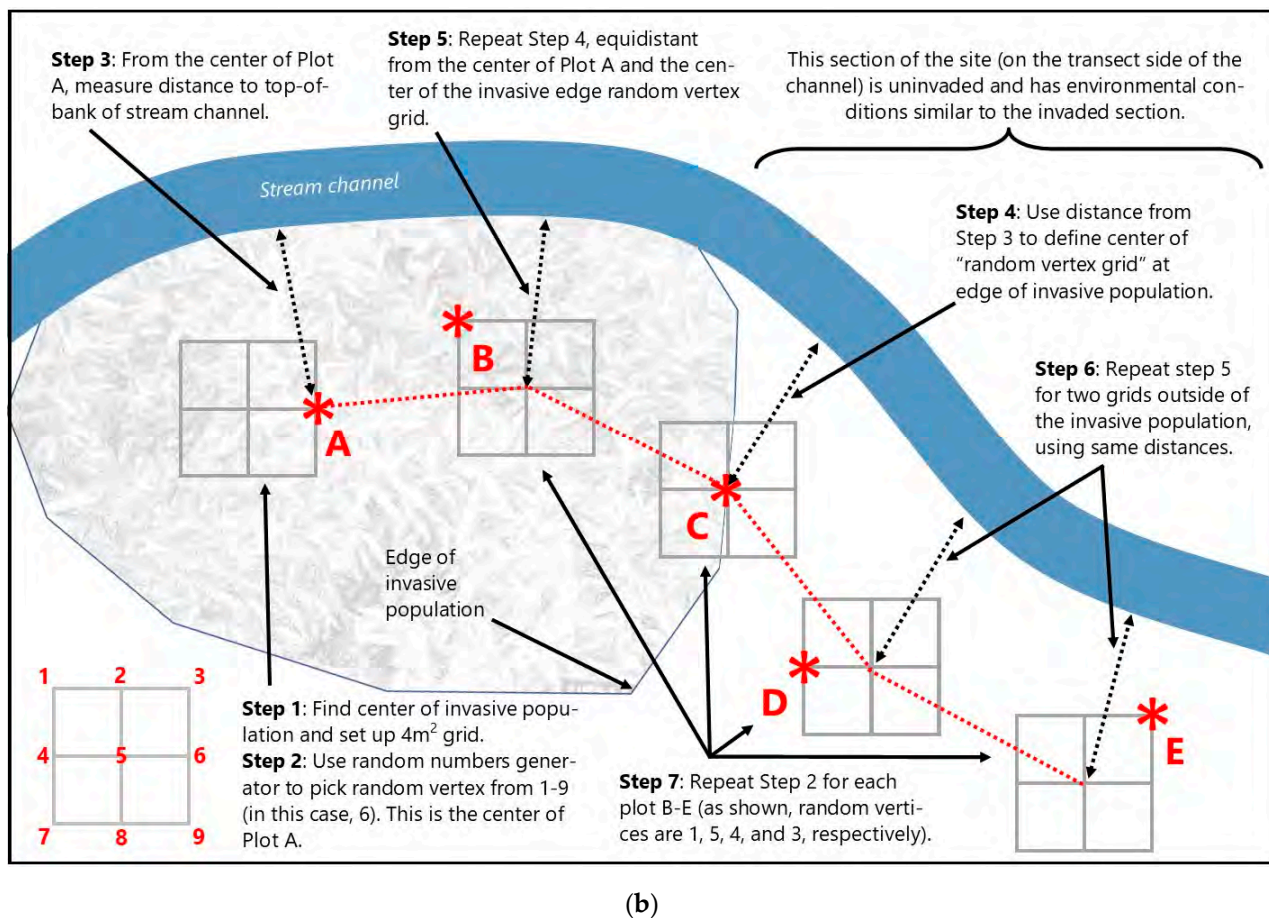 Step 3: From the center of Plot
A, measure distance to top-of-
bank of stream channel.
Step 5: Repeat Step 4, equidistant
from the center of Plot A and the cen-
ter of the invasive edge random vertex
grid.
This section of the site (on the transect side of the
channel) is uninvaded and has environmental con-
ditions similar to the invaded section.
Stream channel
Step 4: Use distance from
Step 3 to define center of
“random vertex grid” at
edge of invasive population.
B
A
Step 6: Repeat step 5
for two grids outside of
the invasive population,
using same distances.
C
Edge of
invasive
population
D
E
1 2 3
4 5 6
7 8 9
Step 1: Find center of invasive popu-
lation and set up 4m² grid.
Step 2: Use random numbers gener-
ator to pick random vertex from 1-9
(in this case, 6). This is the center of
Plot A.
Step 7: Repeat Step 2 for each
plot B-E (as shown, random verti-
ces are 1, 5, 4, and 3, respectively).
(b)